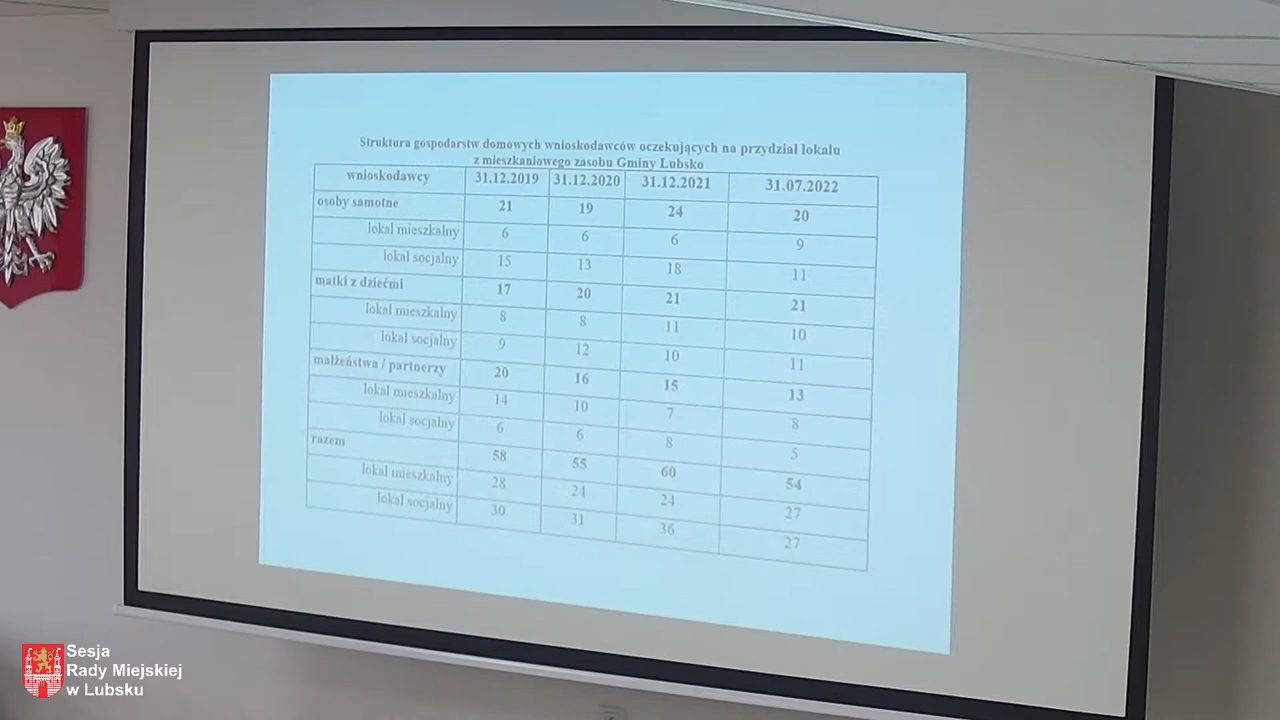 Struktura gospodarstw domowych wnioskodawców oczekujących na przydział lokalu
z mieszkaniowego zasobu Gminy Lubsko
wnioskodawcy 31.12.2019 31.12.2020 31.12.2021 31.07.2022
osoby samotne 21 19 24 20
lokal mieszkalny 6 6 6 9
lokal socjalny 15 13 18 11
matki z dziećmi 17 20 21 21
lokal mieszkalny 8 8 11 10
lokal socjalny 9 12 10 11
małżeństwa / partnerzy 20 16 15 13
lokal mieszkalny 14 10 7 8
lokal socjalny 6 6 8 5
razem 58 55 60 54
lokal mieszkalny 28 24 24 27
lokal socjalny 30 31 36 27
Sesja
Rady Miejskiej
w Lubsku